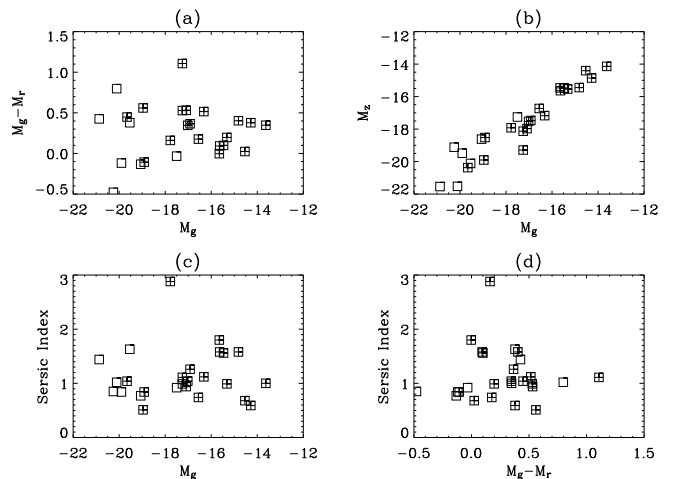 (a)
(b)
1.5
1.0
0.5
0.0
−0.5
Mg−Mr
−22 −20 −18 −16 −14 −12
Mg
−12
−14
−16
−18
−20
−22
Mz
−22 −20 −18 −16 −14 −12
Mg
(c)
(d)
3
2
1
0
Sersic Index
−22 −20 −18 −16 −14 −12
Mg
3
2
1
0
Sersic Index
−0.5 0.0 0.5 1.0 1.5
Mg−Mr